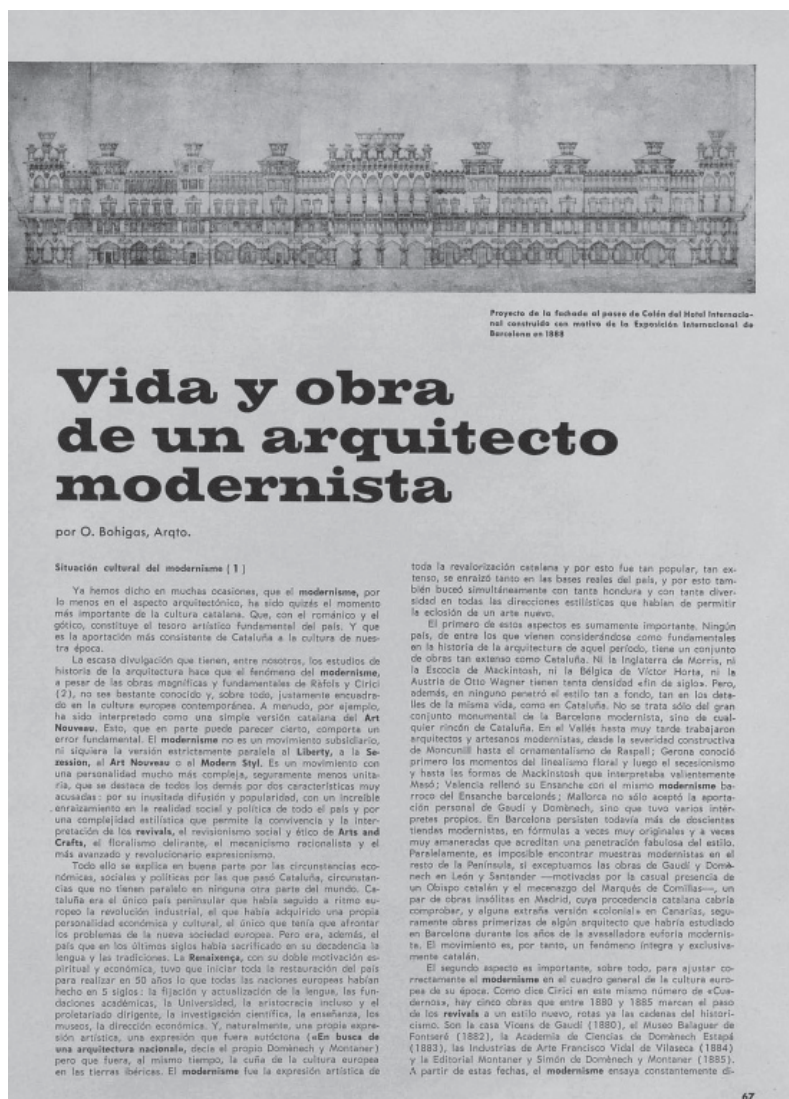 Proyecto de la fachada al paseo de Colón del Hotel Internacio-
nal construido con motivo de la Exposición Internacional de
Barcelona en 1888
Vida y obra
de un arquitecto
modernista
por O. Bohigas, Arqto.
Situación cultural del modernisme (1)
Ya hemos dicho en muchas ocasiones, que el modernisme, por
lo menos en el aspecto arquitectónico, ha sido quizás el momento
más importante de la cultura catalana. Que, con el románico y el
gótico, constituye el tesoro artístico fundamental del país. Y que
es la aportación más consistente de Cataluña a la cultura de nues-
tra época.
La escasa divulgación que tienen, entre nosotros, los estudios de
historia de la arquitectura hace que el fenómeno del modernisme,
a pesar de las obras magníficas y fundamentales de Ràfols y Cirici
(2), no sea bastante conocido y, sobre todo, justamente encuadra-
do en la cultura europea contemporánea. A menudo, por ejemplo,
ha sido interpretado como una simple versión catalana del Art
Nouveau. Esto, que en parte puede parecer cierto, comporta un
error fundamental. El modernisme no es un movimiento subsidiario,
ni siquiera la versión estrictamente paralela al Liberty, a la Se-
zession, al Art Nouveau o al Modern Styl. Es un movimiento con
una personalidad mucho más compleja, seguramente menos unita-
ria, que se destaca de todos los demás por dos características muy
acusadas: por su inusitada difusión y popularidad, con un increíble
enraizamiento en la realidad social y política de todo el país y por
una complejidad estilística que permite la convivencia y la inter-
pretación de los revivals, el revisionismo social y ético de Arts and
Crafts, el floralismo delirante, el mecanicismo racionalista y el
más avanzado y revolucionario expresionismo.
Todo ello se explica en buena parte por las circunstancias eco-
nómicas, sociales y políticas por las que pasó Cataluña, circunstan-
cias que no tienen paralelo en ninguna otra parte del mundo. Ca-
taluña era el único país peninsular que había seguido a ritmo eu-
ropeo la revolución industrial, el que había adquirido una propia
personalidad económica y cultural, el único que tenía que afrontar
los problemas de la nueva sociedad europea. Pero era, además, el
país que en los últimos siglos había sacrificado en su decadencia la
lengua y las tradiciones. La Renaixença, con su doble motivación es-
piritual y económica, tuvo que iniciar toda la restauración del país
para realizar en 50 años lo que todas las naciones europeas habían
hecho en 5 siglos: la fijación y actualización de la lengua, las fun-
daciones académicas, la Universidad, la aristocracia incluso y el
proletariado dirigente, la investigación científica, la enseñanza, los
museos, la dirección económica. Y, naturalmente, una propia expre-
sión artística, una expresión que fuera autóctona («En busca de
una arquitectura nacional», decía el propio Domènech y Montaner)
pero que fuera, al mismo tiempo, la cuña de la cultura europea
en las tierras ibéricas. El modernisme fue la expresión artística de
toda la revalorización catalana y por esto fue tan popular, tan ex-
tenso, se enraizó tanto en las bases reales del país, y por esto tam-
bién buceó simultáneamente con tanta hondura y con tanta diver-
sidad en todas las direcciones estilísticas que habían de permitir
la eclosión de un arte nuevo.
El primero de estos aspectos es sumamente importante. Ningún
país, de entre los que vienen considerándose como fundamentales
en la historia de la arquitectura de aquel período, tiene un conjunto
de obras tan extenso como Cataluña. Ni la Inglaterra de Morris, ni
la Escocia de Mackintosh, ni la Bélgica de Víctor Horta, ni la
Austria de Otto Wagner tienen tanta densidad «fin de siglo». Pero,
además, en ninguno penetró el estilo tan a fondo, tan en los deta-
lles de la misma vida, como en Cataluña. No se trata sólo del gran
conjunto monumental de la Barcelona modernista, sino de cual-
quier rincón de Cataluña. En el Vallés hasta muy tarde trabajaron
arquitectos y artesanos modernistas, desde la severidad constructiva
de Moncunill hasta el ornamentalismo de Raspall; Gerona conoció
primero los momentos del linealismo floral y luego el secesionismo
y hasta las formas de Mackintosh que interpretaba valientemente
Masó; Valencia rellenó su Ensanche con el mismo modernisme ba-
rroco del Ensanche barcelonés; Mallorca no sólo aceptó la aporta-
ción personal de Gaudí y Domènech, sino que tuvo varios intér-
pretes propios. En Barcelona persisten todavía más de doscientes
tiendas modernistas, en fórmulas a veces muy originales y a veces
muy amaneradas que acreditan una penetración fabulosa del estilo.
Paralelamente, es imposible encontrar muestras modernistas en el
resto de la Península, si exceptuamos las obras de Gaudí y Domè-
nech en León y Santander —motivadas por la casual presencia de
un Obispo catalán y el mecenazgo del Marqués de Comillas—, un
par de obras insólitas en Madrid, cuya procedencia catalana cabría
comprobar, y alguna extraña versión «colonial» en Canarias, segu-
ramente obras primerizas de algún arquitecto que habría estudiado
en Barcelona durante los años de la avasalladora euforia modernis-
ta. El movimiento es, por tanto, un fenómeno íntegra y exclusiva-
mente catalán.
El segundo aspecto es importante, sobre todo, para ajustar co-
rrectamente el modernisme en el cuadro general de la cultura euro-
pea de su época. Como dice Cirici en este mismo número de «Cua-
dernos», hay cinco obras que entre 1880 y 1885 marcan el paso
de los revivals a un estilo nuevo, rotas ya las cadenas del histori-
cismo. Son la casa Vicens de Gaudí (1880), el Museo Balaguer de
Fontseré (1882), la Academia de Ciencias de Domènech Estapá
(1883), las Industrias de Arte Francisco Vidal de Vilaseca (1884)
y la Editorial Montaner y Simón de Domènech y Montaner (1885).
A partir de estas fechas, el modernisme ensaya constantemente di-
67